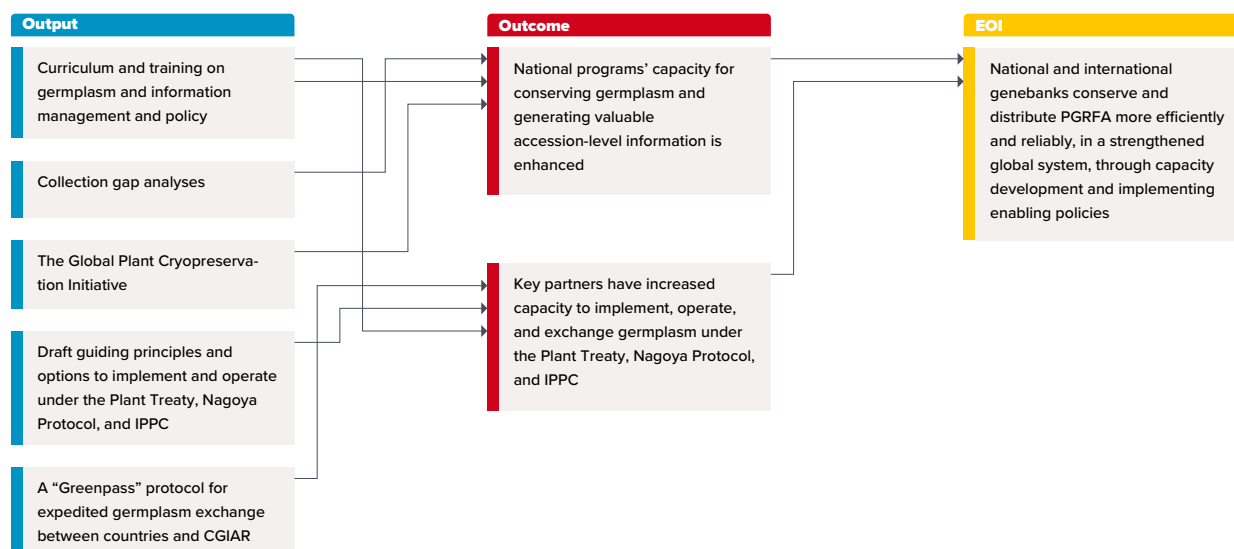 Output
Curriculum and training on
germplasm and information
management and policy
Collection gap analyses
The Global Plant Cryopreserva-
tion Initiative
Draft guiding principles and
options to implement and operate
under the Plant Treaty, Nagoya
Protocol, and IPPC
A “Greenpass” protocol for
expedited germplasm exchange
between countries and CGIAR
Outcome
National programs’ capacity for
conserving germplasm and
generating valuable
accession-level information is
enhanced
Key partners have increased
capacity to implement, operate,
and exchange germplasm under
the Plant Treaty, Nagoya Protocol,
and IPPC
EOI
National and international
genebanks conserve and
distribute PGRFA more efficiently
and reliably, in a strengthened
global system, through capacity
development and implementing
enabling policies